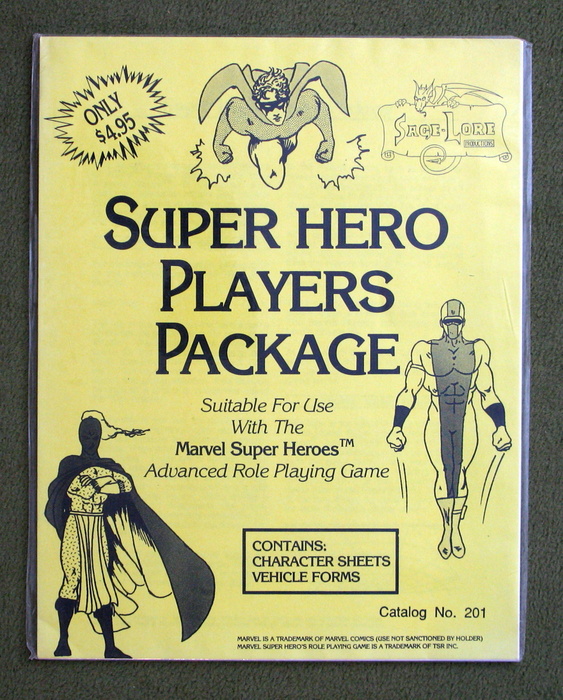 ONLY
$4.95
SAGE LORE
PRODUCTIONS
SUPER HERO
PLAYERS
PACKAGE
Suitable For Use
With The
Marvel Super Heroes™
Advanced Role Playing Game
CONTAINS:
CHARACTER SHEETS
VEHICLE FORMS
Catalog No. 201
MARVEL IS A TRADEMARK OF MARVEL COMICS (USE NOT SANCTIONED BY HOLDER)
MARVEL SUPER HERO'S ROLE PLAYING GAME IS A TRADEMARK OF TSR INC.